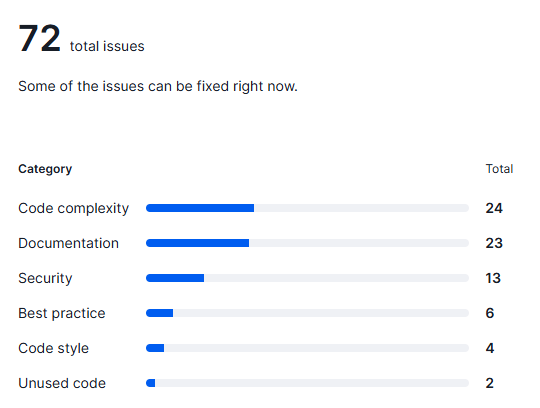 72 total issues
Some of the issues can be fixed right now.
Category Total
Code complexity 24
Documentation 23
Security 13
Best practice 6
Code style 4
Unused code 2